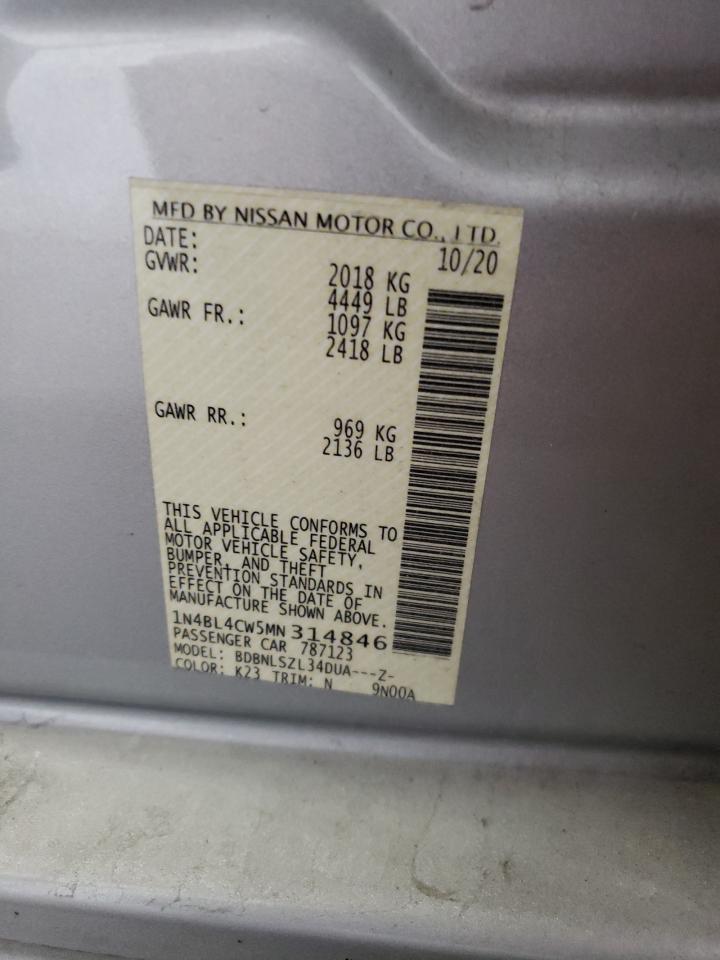 MFD BY NISSAN MOTOR CO., LTD.
DATE: 10/20
GVWR: 2018 KG
4449 LB
GAWR FR.: 1097 KG
2418 LB
GAWR RR.: 969 KG
2136 LB
THIS VEHICLE CONFORMS TO
ALL APPLICABLE FEDERAL
MOTOR VEHICLE SAFETY,
BUMPER, AND THEFT
PREVENTION STANDARDS IN
EFFECT ON THE DATE OF
MANUFACTURE SHOWN ABOVE.
1N4BL4CW5MN314846
PASSENGER CAR 787123
MODEL: BDBNLSZL34DUA---Z-
COLOR: K23 TRIM: N 9N00A